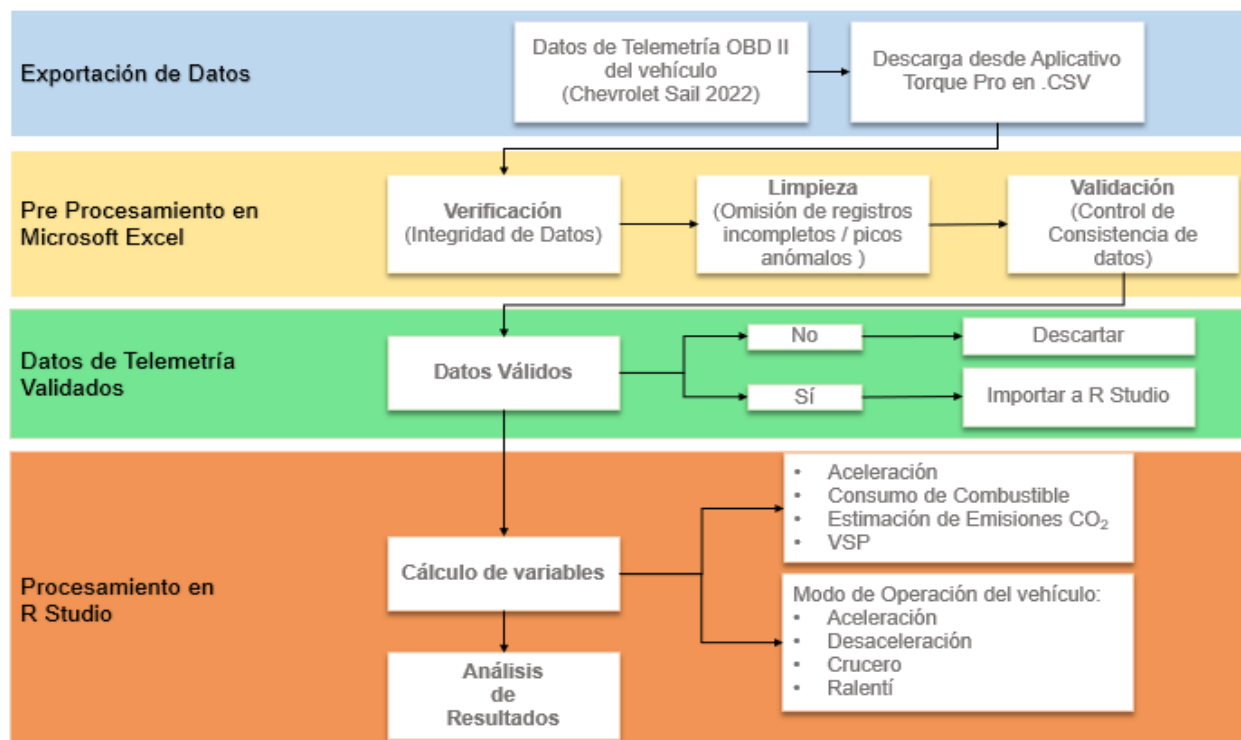 Exportación de Datos
Datos de Telemetría OBD II
del vehículo
(Chevrolet Sail 2022)
Descarga desde Aplicativo
Torque Pro en .CSV
Pre Procesamiento en
Microsoft Excel
Verificación
(Integridad de Datos)
Limpieza
(Omisión de registros
incompletos / picos
anómalos )
Validación
(Control de
Consistencia de
datos)
Datos de Telemetría
Validados
Datos Válidos
No
Descartar
Sí
Importar a R Studio
Procesamiento en
R Studio
Cálculo de variables
• Aceleración
• Consumo de Combustible
• Estimación de Emisiones CO₂
• VSP
Modo de Operación del vehículo:
• Aceleración
• Desaceleración
• Crucero
• Ralentí
Análisis
de
Resultados